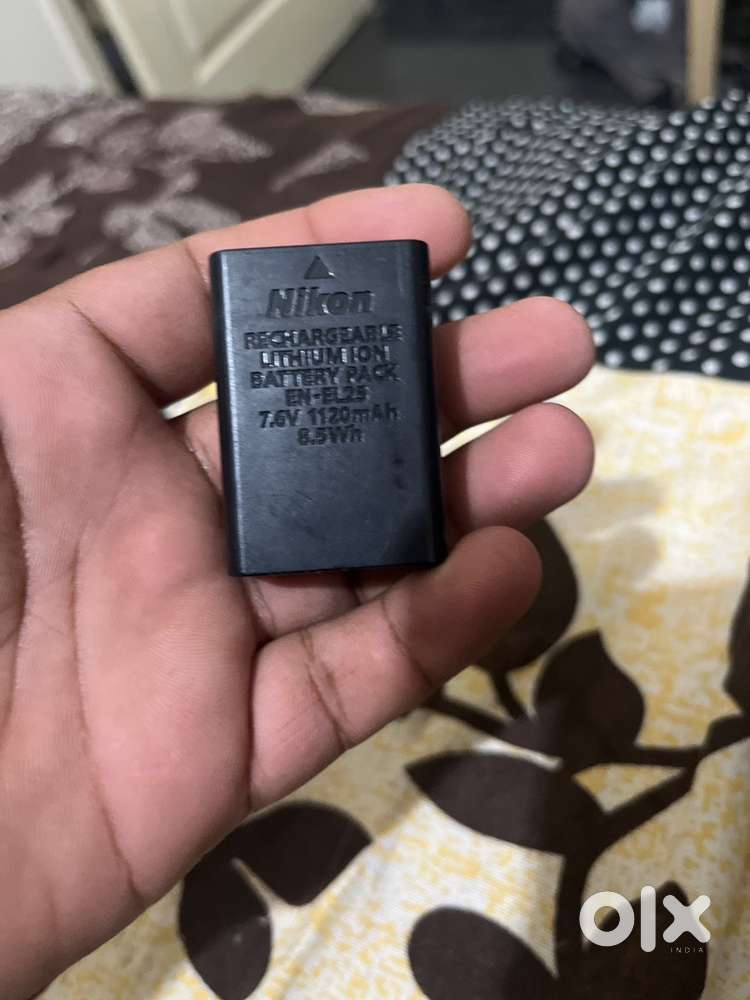 Nikon
RECHARGEABLE
LITHIUM ION
BATTERY PACK
EN-EL25
7.6V 1120mAh
8.5Wh
olx
INDIA